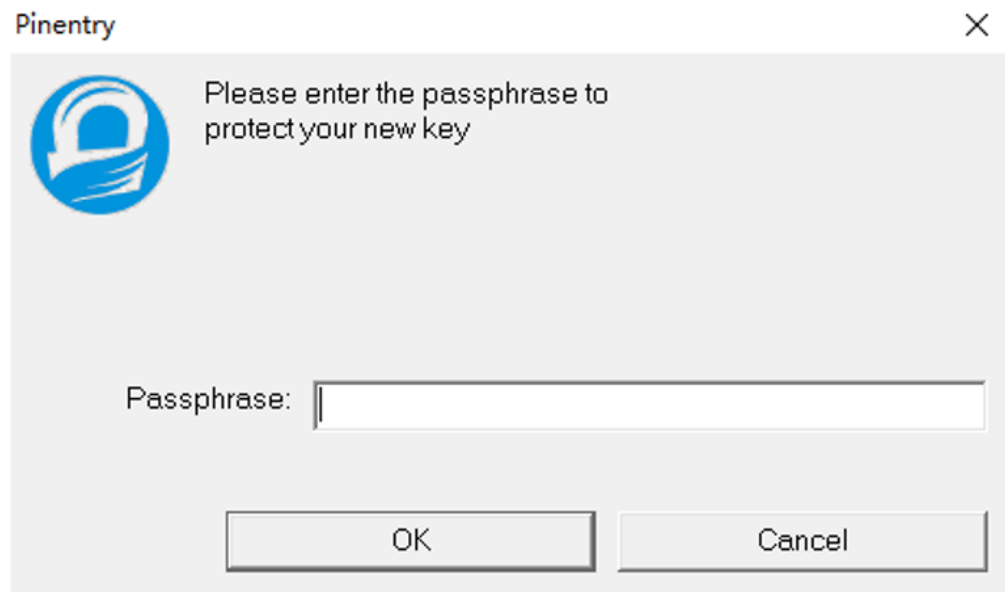 Pinentry
Please enter the passphrase to
protect your new key
Passphrase:
OK
Cancel